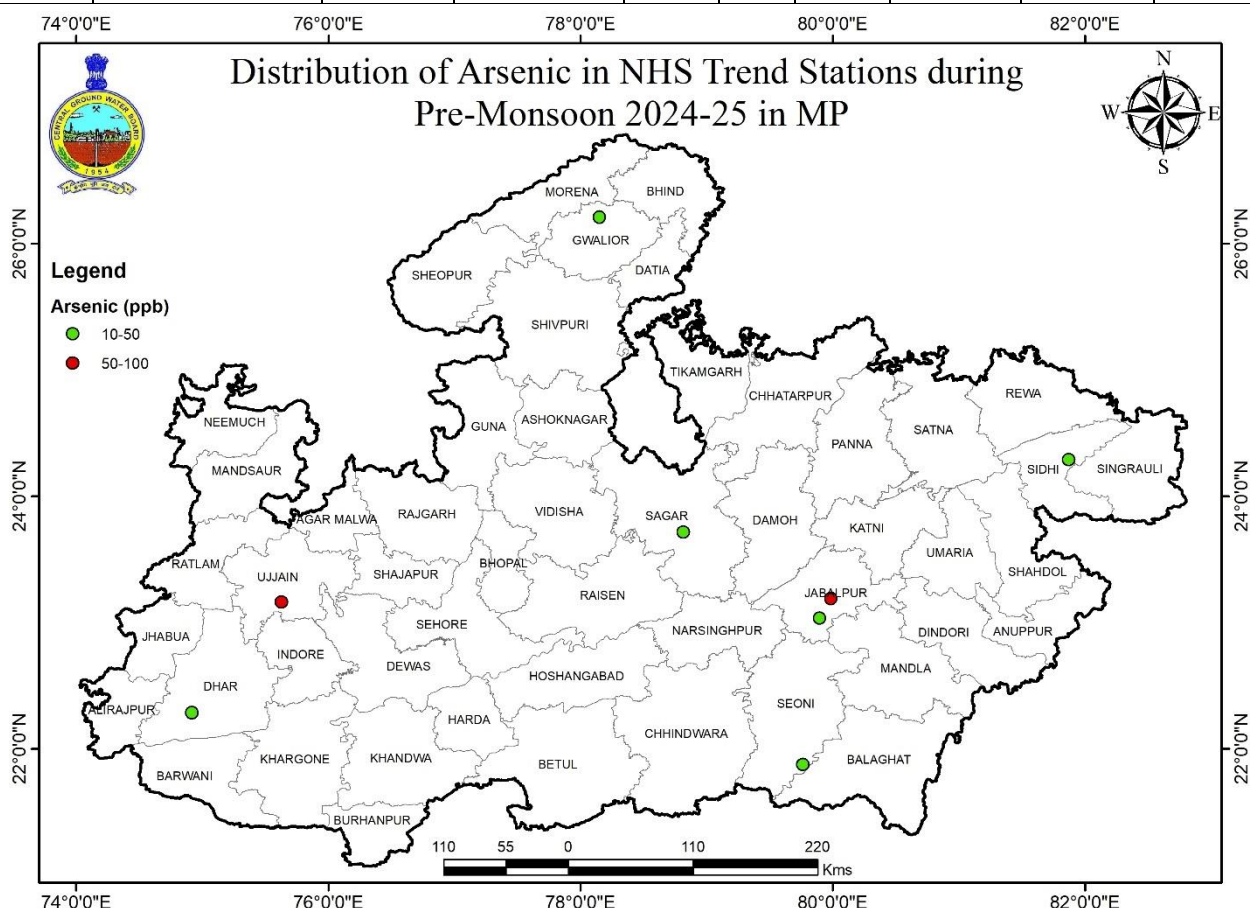 74°0'0"E 76°0'0"E 78°0'0"E 80°0'0"E 82°0'0"E
Distribution of Arsenic in NHS Trend Stations during
Pre-Monsoon 2024-25 in MP
CENTRAL GROUND WATER BOARD
1954
N
W E
S
26°0'0"N 26°0'0"N
24°0'0"N 24°0'0"N
22°0'0"N 22°0'0"N
Legend
Arsenic (ppb)
10-50
50-100
MORENA
BHIND
GWALIOR
SHEOPUR
DATIA
SHIVPURI
TIKAMGARH
CHHATARPUR
REWA
NEEMUCH
GUNA
ASHOKNAGAR
PANNA
SATNA
MANDSAUR
SIDHI
SINGRAULI
AGAR MALWA
RAJGARH
VIDISHA
SAGAR
DAMOH
KATNI
RATLAM
UJJAIN
SHAJAPUR
BHOPAL
RAISEN
JABALPUR
UMARIA
SHAHDOL
JHABUA
INDORE
SEHORE
NARSINGHPUR
DINDORI
ANUPPUR
DHAR
DEWAS
HOSHANGABAD
MANDLA
ALIRAJPUR
HARDA
SEONI
BARWANI
KHARGONE
KHANDWA
BETUL
CHHINDWARA
BALAGHAT
BURHANPUR
110 55 0 110 220
Kms
74°0'0"E 76°0'0"E 78°0'0"E 80°0'0"E 82°0'0"E